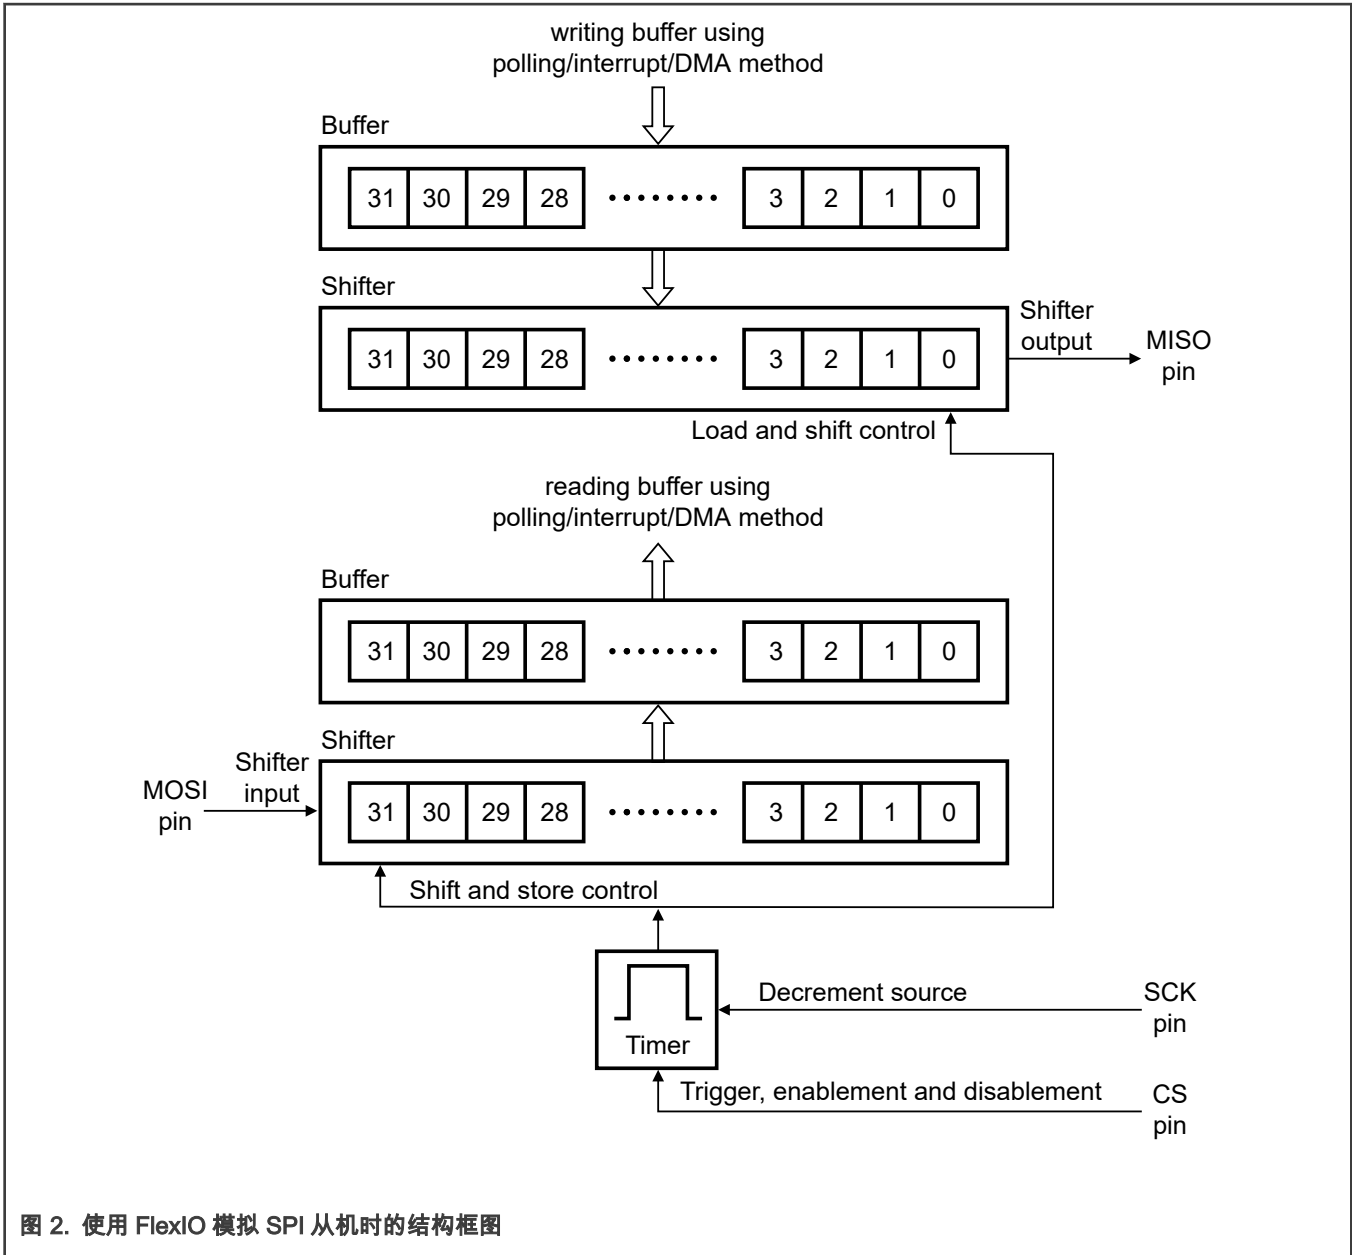 writing buffer using
polling/interrupt/DMA method
Buffer
31 30 29 28 ········ 3 2 1 0
Shifter
31 30 29 28 ········ 3 2 1 0
Shifter
output
MISO
pin
Load and shift control
reading buffer using
polling/interrupt/DMA method
Buffer
31 30 29 28 ········ 3 2 1 0
Shifter
MOSI
pin
Shifter
input
31 30 29 28 ········ 3 2 1 0
Shift and store control
Timer
Decrement source
SCK
pin
Trigger, enablement and disablement
CS
pin
图 2. 使用 FlexIO 模拟 SPI 从机时的结构框图